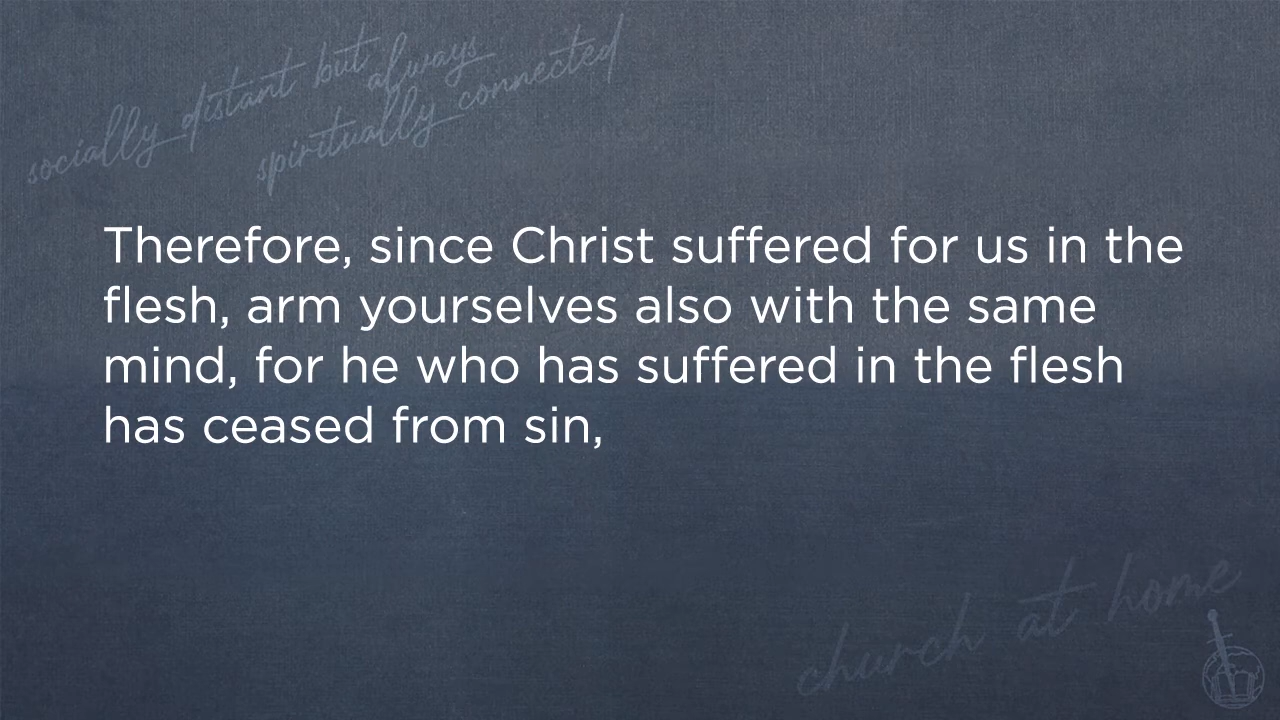 socially distant but always
spiritually connected
Therefore, since Christ suffered for us in the
flesh, arm yourselves also with the same
mind, for he who has suffered in the flesh
has ceased from sin,
church at home